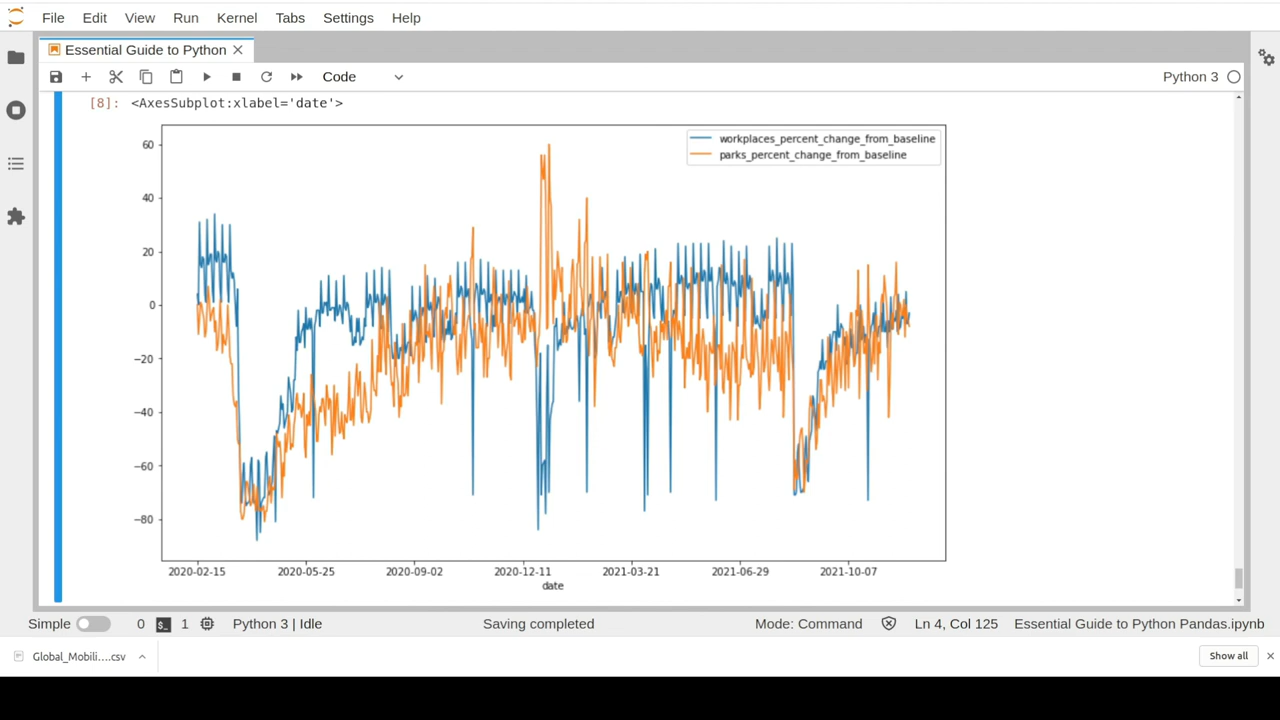 File Edit View Run Kernel Tabs Settings Help
Essential Guide to Python
Code
Python 3
[8]: <AxesSubplot:xlabel='date'>
workplaces_percent_change_from_baseline
parks_percent_change_from_baseline
60
40
20
0
−20
−40
−60
−80
2020-02-15 2020-05-25 2020-09-02 2020-12-11 2021-03-21 2021-06-29 2021-10-07
date
Simple 0 $_ 1 Python 3 | Idle Saving completed Mode: Command Ln 4, Col 125 Essential Guide to Python Pandas.ipynb
Global_Mobili....csv Show all